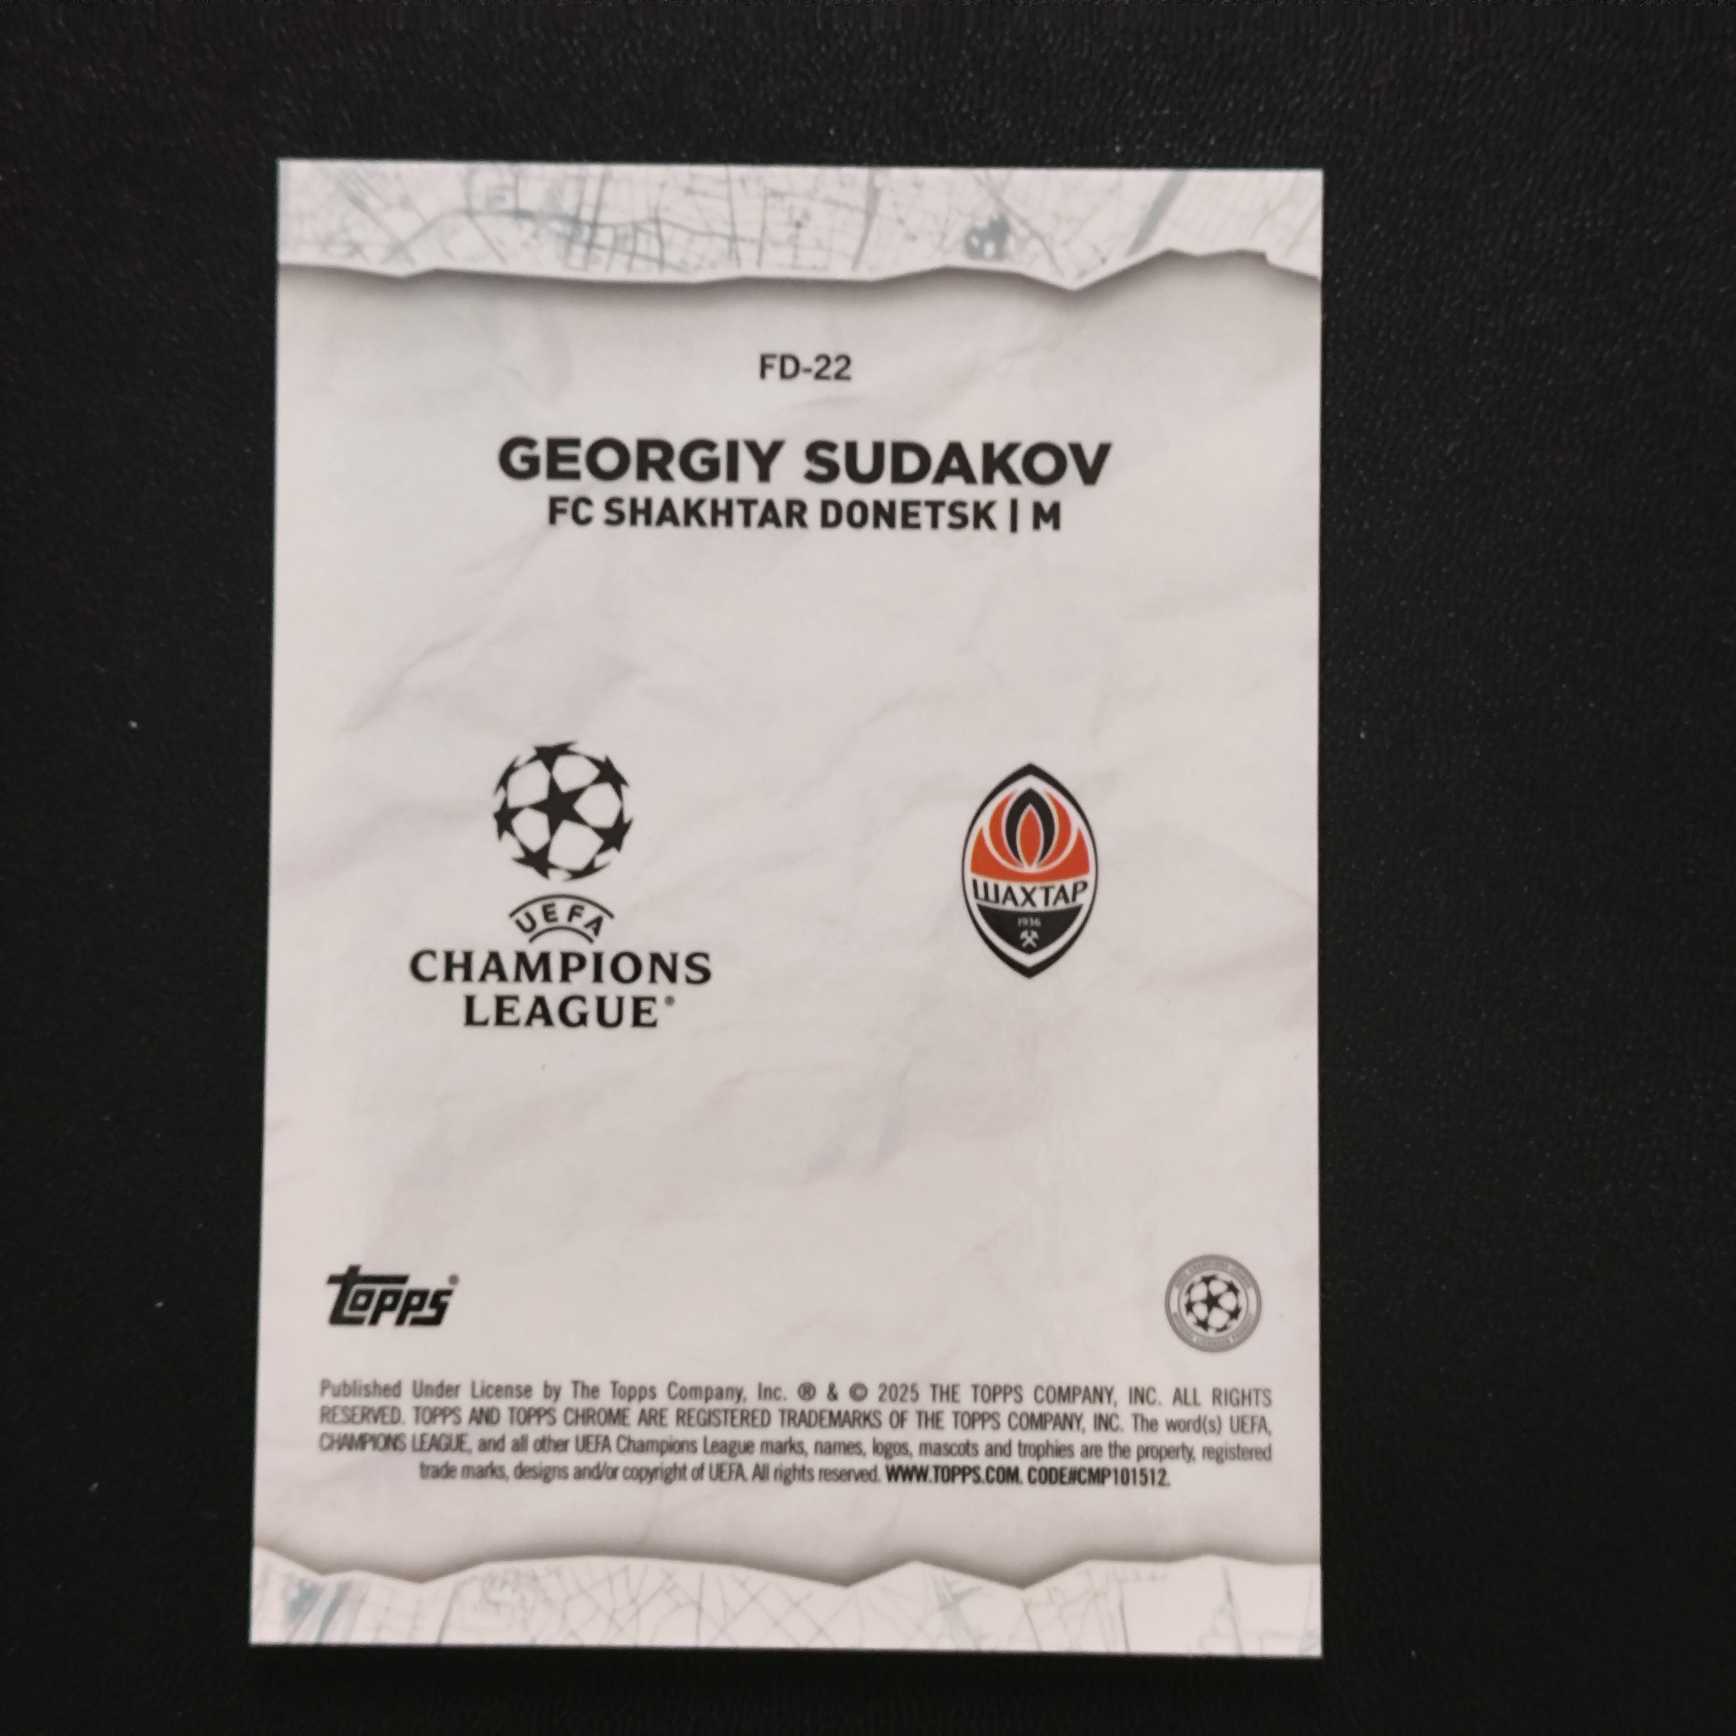 FD-22
GEORGIY SUDAKOV
FC SHAKHTAR DONETSK | M
UEFA
CHAMPIONS
LEAGUE®
ШАХТАР
1936
Topps®
Published Under License by The Topps Company, Inc. ® & © 2025 THE TOPPS COMPANY, INC. ALL RIGHTS
RESERVED. TOPPS AND TOPPS CHROME ARE REGISTERED TRADEMARKS OF THE TOPPS COMPANY, INC. The word(s) UEFA,
CHAMPIONS LEAGUE, and all other UEFA Champions League marks, names, logos, mascots and trophies are the property, registered
trade marks, designs and/or copyright of UEFA. All rights reserved. WWW.TOPPS.COM. CODE#CMP101512.